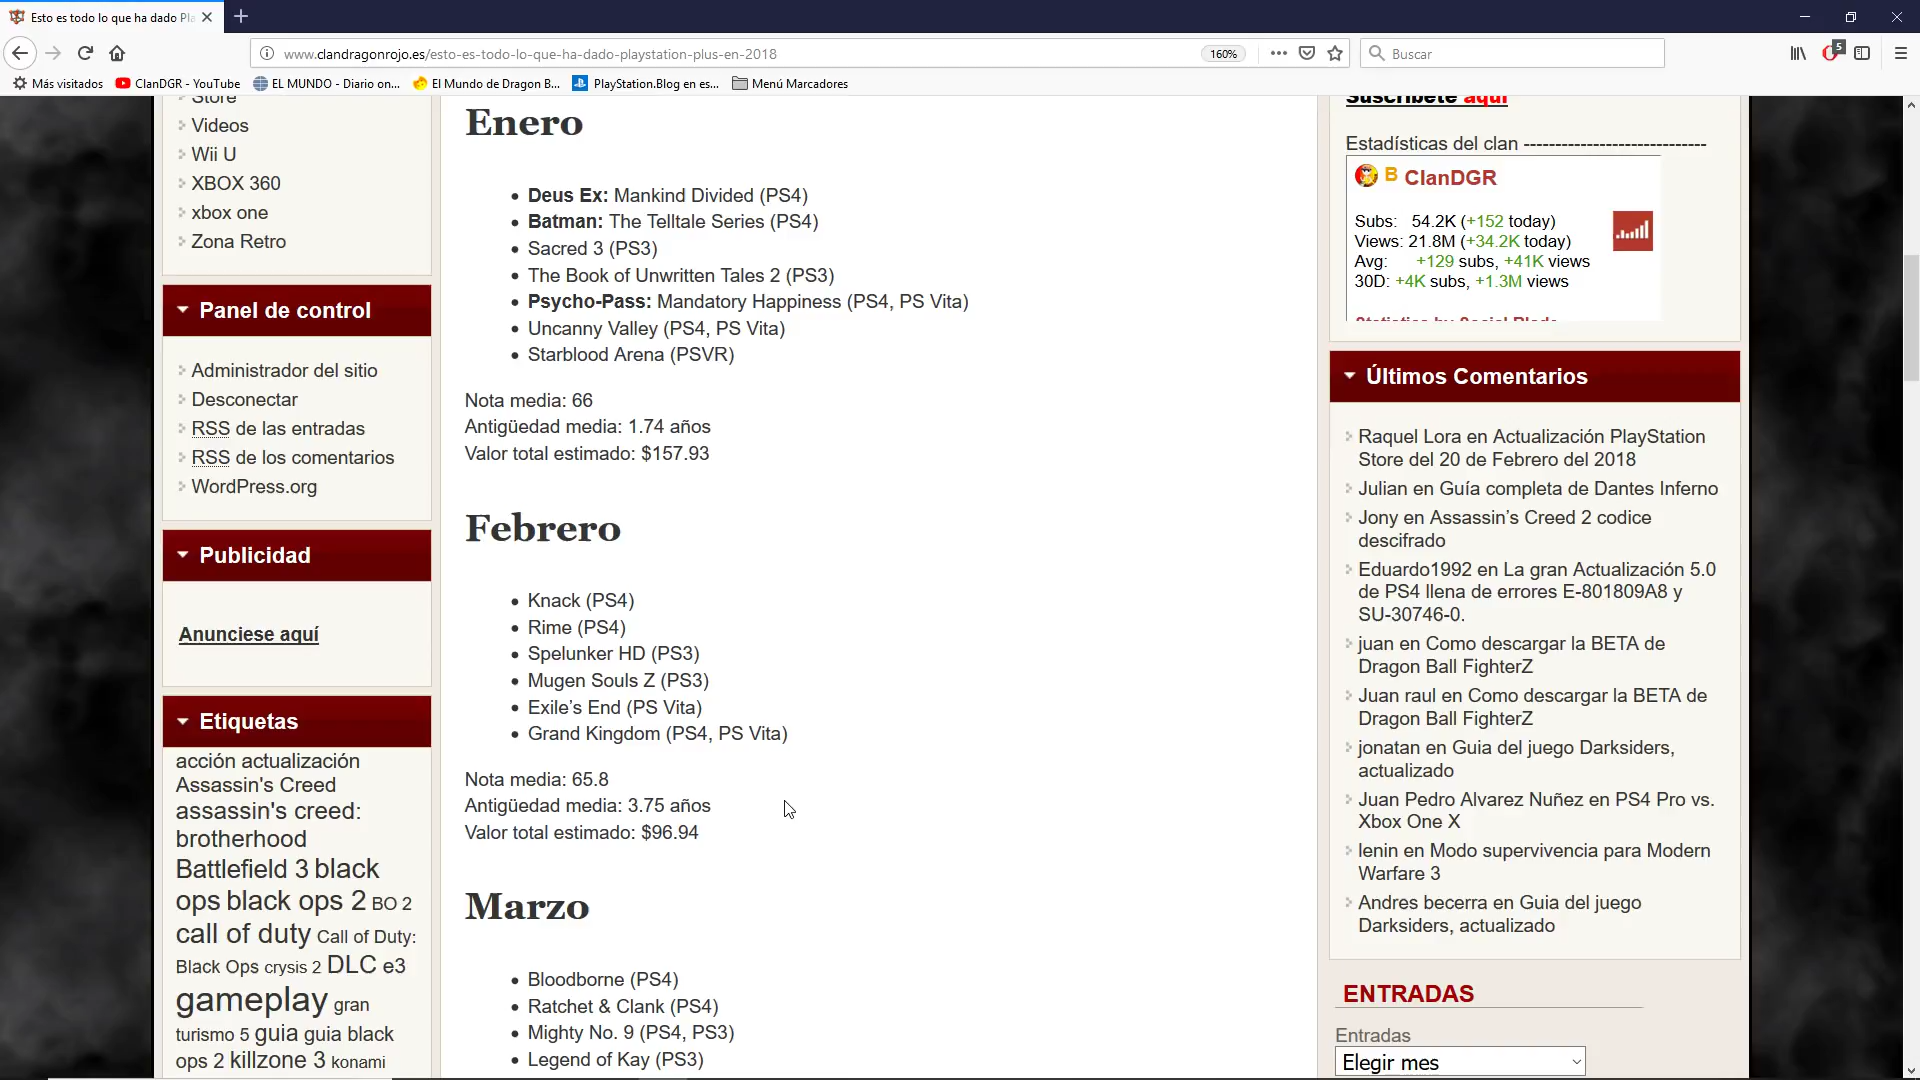 Esto es todo lo que ha dado Pla
www.clandragonrojo.es/esto-es-todo-lo-que-ha-dado-playstation-plus-en-2018
160%
Buscar
5
Más visitados
ClanDGR - YouTube
EL MUNDO - Diario on...
El Mundo de Dragon B...
PlayStation.Blog en es...
Menú Marcadores
Store
Videos
Wii U
XBOX 360
xbox one
Zona Retro
Panel de control
Administrador del sitio
Desconectar
RSS de las entradas
RSS de los comentarios
WordPress.org
Publicidad
Anunciese aquí
Etiquetas
acción actualización
Assassin's Creed
assassin's creed:
brotherhood
Battlefield 3 black
ops black ops 2 BO 2
call of duty Call of Duty:
Black Ops crysis 2 DLC e3
gameplay gran
turismo 5 guia guia black
ops 2 killzone 3 konami
Enero
Deus Ex: Mankind Divided (PS4)
Batman: The Telltale Series (PS4)
Sacred 3 (PS3)
The Book of Unwritten Tales 2 (PS3)
Psycho-Pass: Mandatory Happiness (PS4, PS Vita)
Uncanny Valley (PS4, PS Vita)
Starblood Arena (PSVR)
Nota media: 66
Antigüedad media: 1.74 años
Valor total estimado: $157.93
Febrero
Knack (PS4)
Rime (PS4)
Spelunker HD (PS3)
Mugen Souls Z (PS3)
Exile’s End (PS Vita)
Grand Kingdom (PS4, PS Vita)
Nota media: 65.8
Antigüedad media: 3.75 años
Valor total estimado: $96.94
Marzo
Bloodborne (PS4)
Ratchet & Clank (PS4)
Mighty No. 9 (PS4, PS3)
Legend of Kay (PS3)
Suscribete aquí
Estadísticas del clan -----------------------------
B ClanDGR
Subs: 54.2K (+152 today)
Views: 21.8M (+34.2K today)
Avg: +129 subs, +41K views
30D: +4K subs, +1.3M views
Statistics by Social Blade
Últimos Comentarios
Raquel Lora en Actualización PlayStation
Store del 20 de Febrero del 2018
Julian en Guía completa de Dantes Inferno
Jony en Assassin’s Creed 2 codice
descifrado
Eduardo1992 en La gran Actualización 5.0
de PS4 llena de errores E-801809A8 y
SU-30746-0.
juan en Como descargar la BETA de
Dragon Ball FighterZ
Juan raul en Como descargar la BETA de
Dragon Ball FighterZ
jonatan en Guia del juego Darksiders,
actualizado
Juan Pedro Alvarez Nuñez en PS4 Pro vs.
Xbox One X
lenin en Modo supervivencia para Modern
Warfare 3
Andres becerra en Guia del juego
Darksiders, actualizado
ENTRADAS
Entradas
Elegir mes